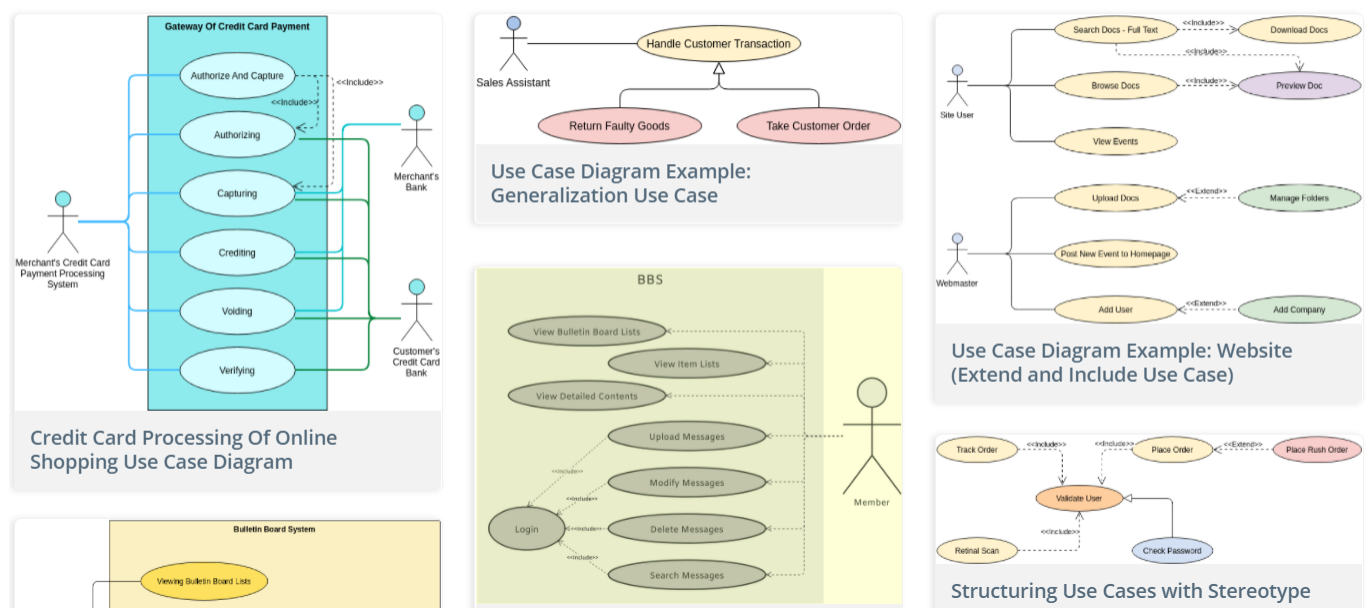 Gateway Of Credit Card Payment
Authorize And Capture
<<Include>>
<<Include>>
Authorizing
Merchant's
Bank
Capturing
Merchant's Credit Card
Payment Processing
System
Crediting
Voiding
Customer's
Credit Card
Bank
Verifying
Credit Card Processing Of Online
Shopping Use Case Diagram
Bulletin Board System
Viewing Bulletin Board Lists
Handle Customer Transaction
Sales Assistant
Return Faulty Goods
Take Customer Order
Use Case Diagram Example:
Generalization Use Case
BBS
View Bulletin Board Lists
View Item Lists
View Detailed Contents
Upload Messages
<<Include>>
Modify Messages
<<Include>>
Member
Login
<<Include>>
Delete Messages
<<Include>>
Search Messages
Search Docs - Full Text
<<Include>>
Download Docs
<<Include>>
Site User
Browse Docs
<<Include>>
Preview Doc
View Events
Upload Docs
<<Extend>>
Manage Folders
Webmaster
Post New Event to Homepage
Add User
<<Extend>>
Add Company
Use Case Diagram Example: Website
(Extend and Include Use Case)
Track Order
<<Include>>
<<Include>>
Place Order
<<Extend>>
Place Rush Order
Validate User
<<Include>>
Retinal Scan
Check Password
Structuring Use Cases with Stereotype